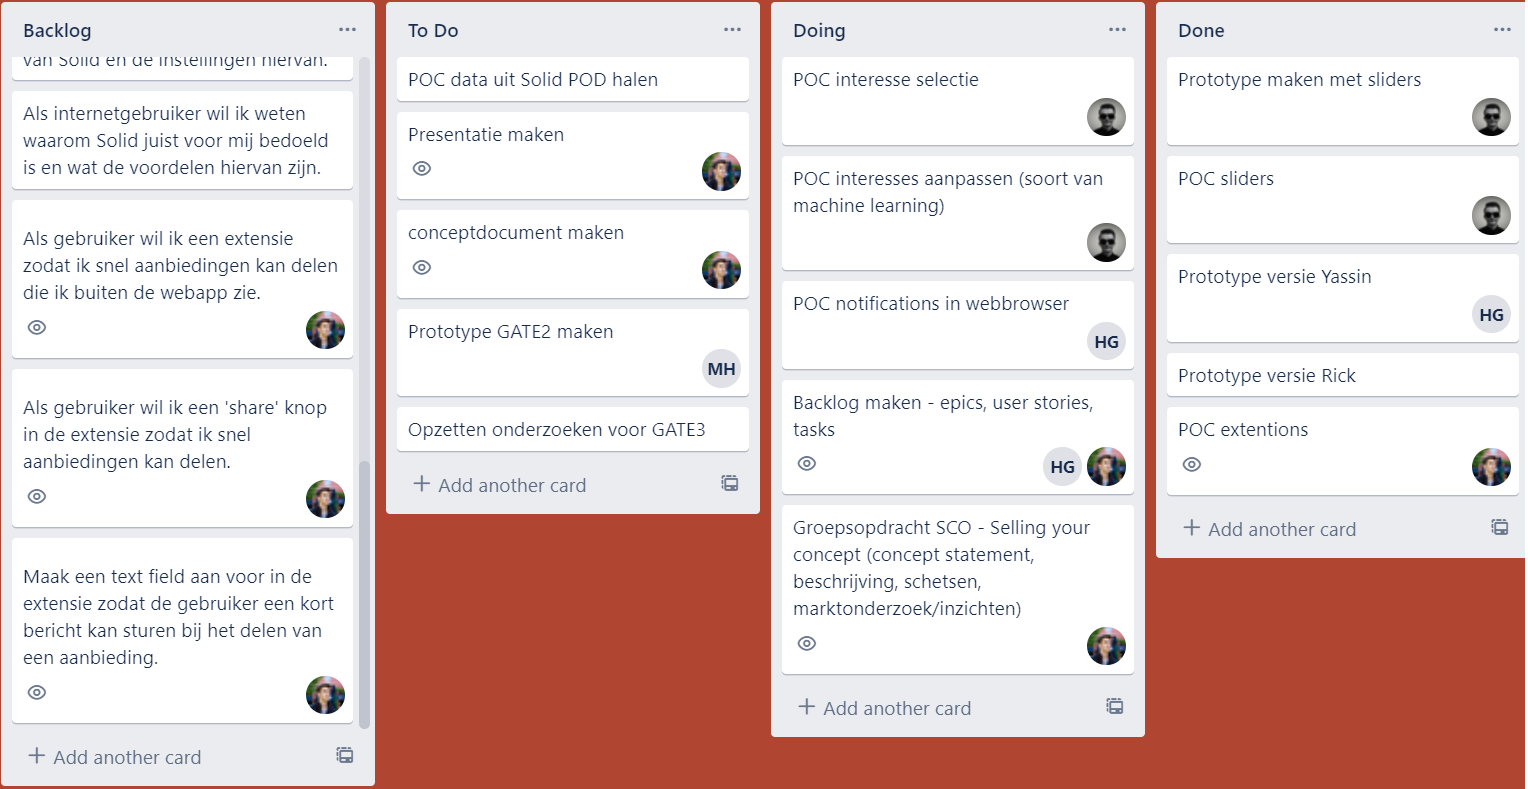 Backlog
van Solid en de instellingen hiervan.
Als internetgebruiker wil ik weten
waarom Solid juist voor mij bedoeld
is en wat de voordelen hiervan zijn.
Als gebruiker wil ik een extensie
zodat ik snel aanbiedingen kan delen
die ik buiten de webapp zie.
Als gebruiker wil ik een 'share' knop
in de extensie zodat ik snel
aanbiedingen kan delen.
Maak een text field aan voor in de
extensie zodat de gebruiker een kort
bericht kan sturen bij het delen van
een aanbieding.
Add another card
To Do
POC data uit Solid POD halen
Presentatie maken
conceptdocument maken
Prototype GATE2 maken
MH
Opzetten onderzoeken voor GATE3
Add another card
Doing
POC interesse selectie
POC interesses aanpassen (soort van
machine learning)
POC notifications in webbrowser
HG
Backlog maken - epics, user stories,
tasks
HG
Groepsopdracht SCO - Selling your
concept (concept statement,
beschrijving, schetsen,
marktonderzoek/inzichten)
Add another card
Done
Prototype maken met sliders
POC sliders
Prototype versie Yassin
HG
Prototype versie Rick
POC extentions
Add another card